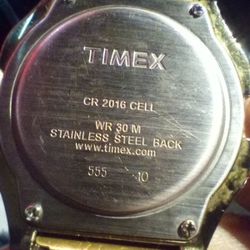 TIMEX
CR 2016 CELL
WR 30 M
STAINLESS STEEL BACK
www.timex.com
555 10